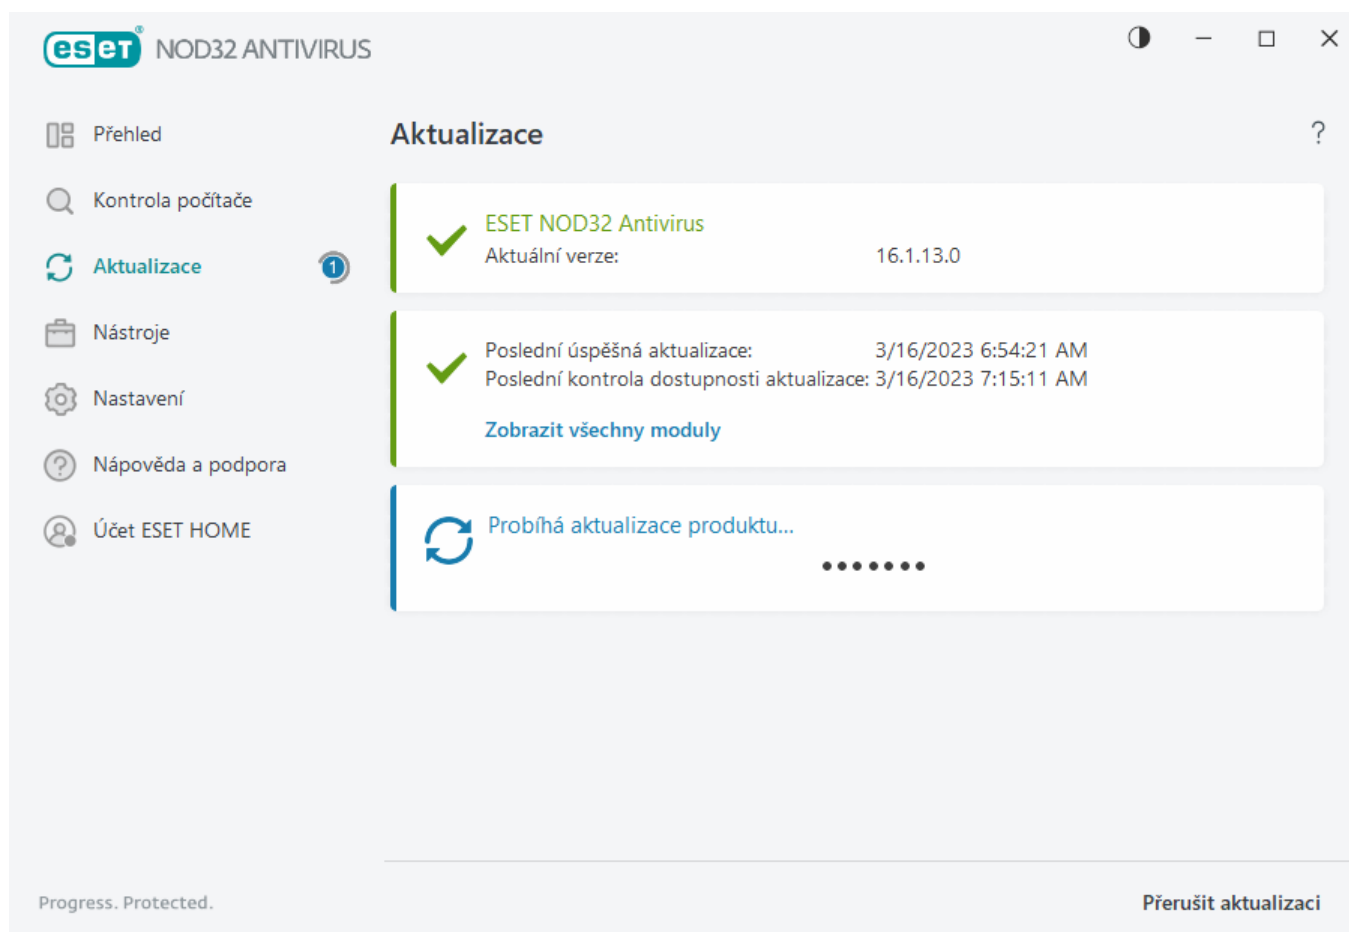 eset® NOD32 ANTIVIRUS
Přehled
Kontrola počítače
Aktualizace
1
Nástroje
Nastavení
Nápověda a podpora
Účet ESET HOME
Aktualizace
?
ESET NOD32 Antivirus
Aktuální verze: 16.1.13.0
Poslední úspěšná aktualizace: 3/16/2023 6:54:21 AM
Poslední kontrola dostupnosti aktualizace: 3/16/2023 7:15:11 AM
Zobrazit všechny moduly
Probíhá aktualizace produktu...
Progress. Protected.
Přerušit aktualizaci